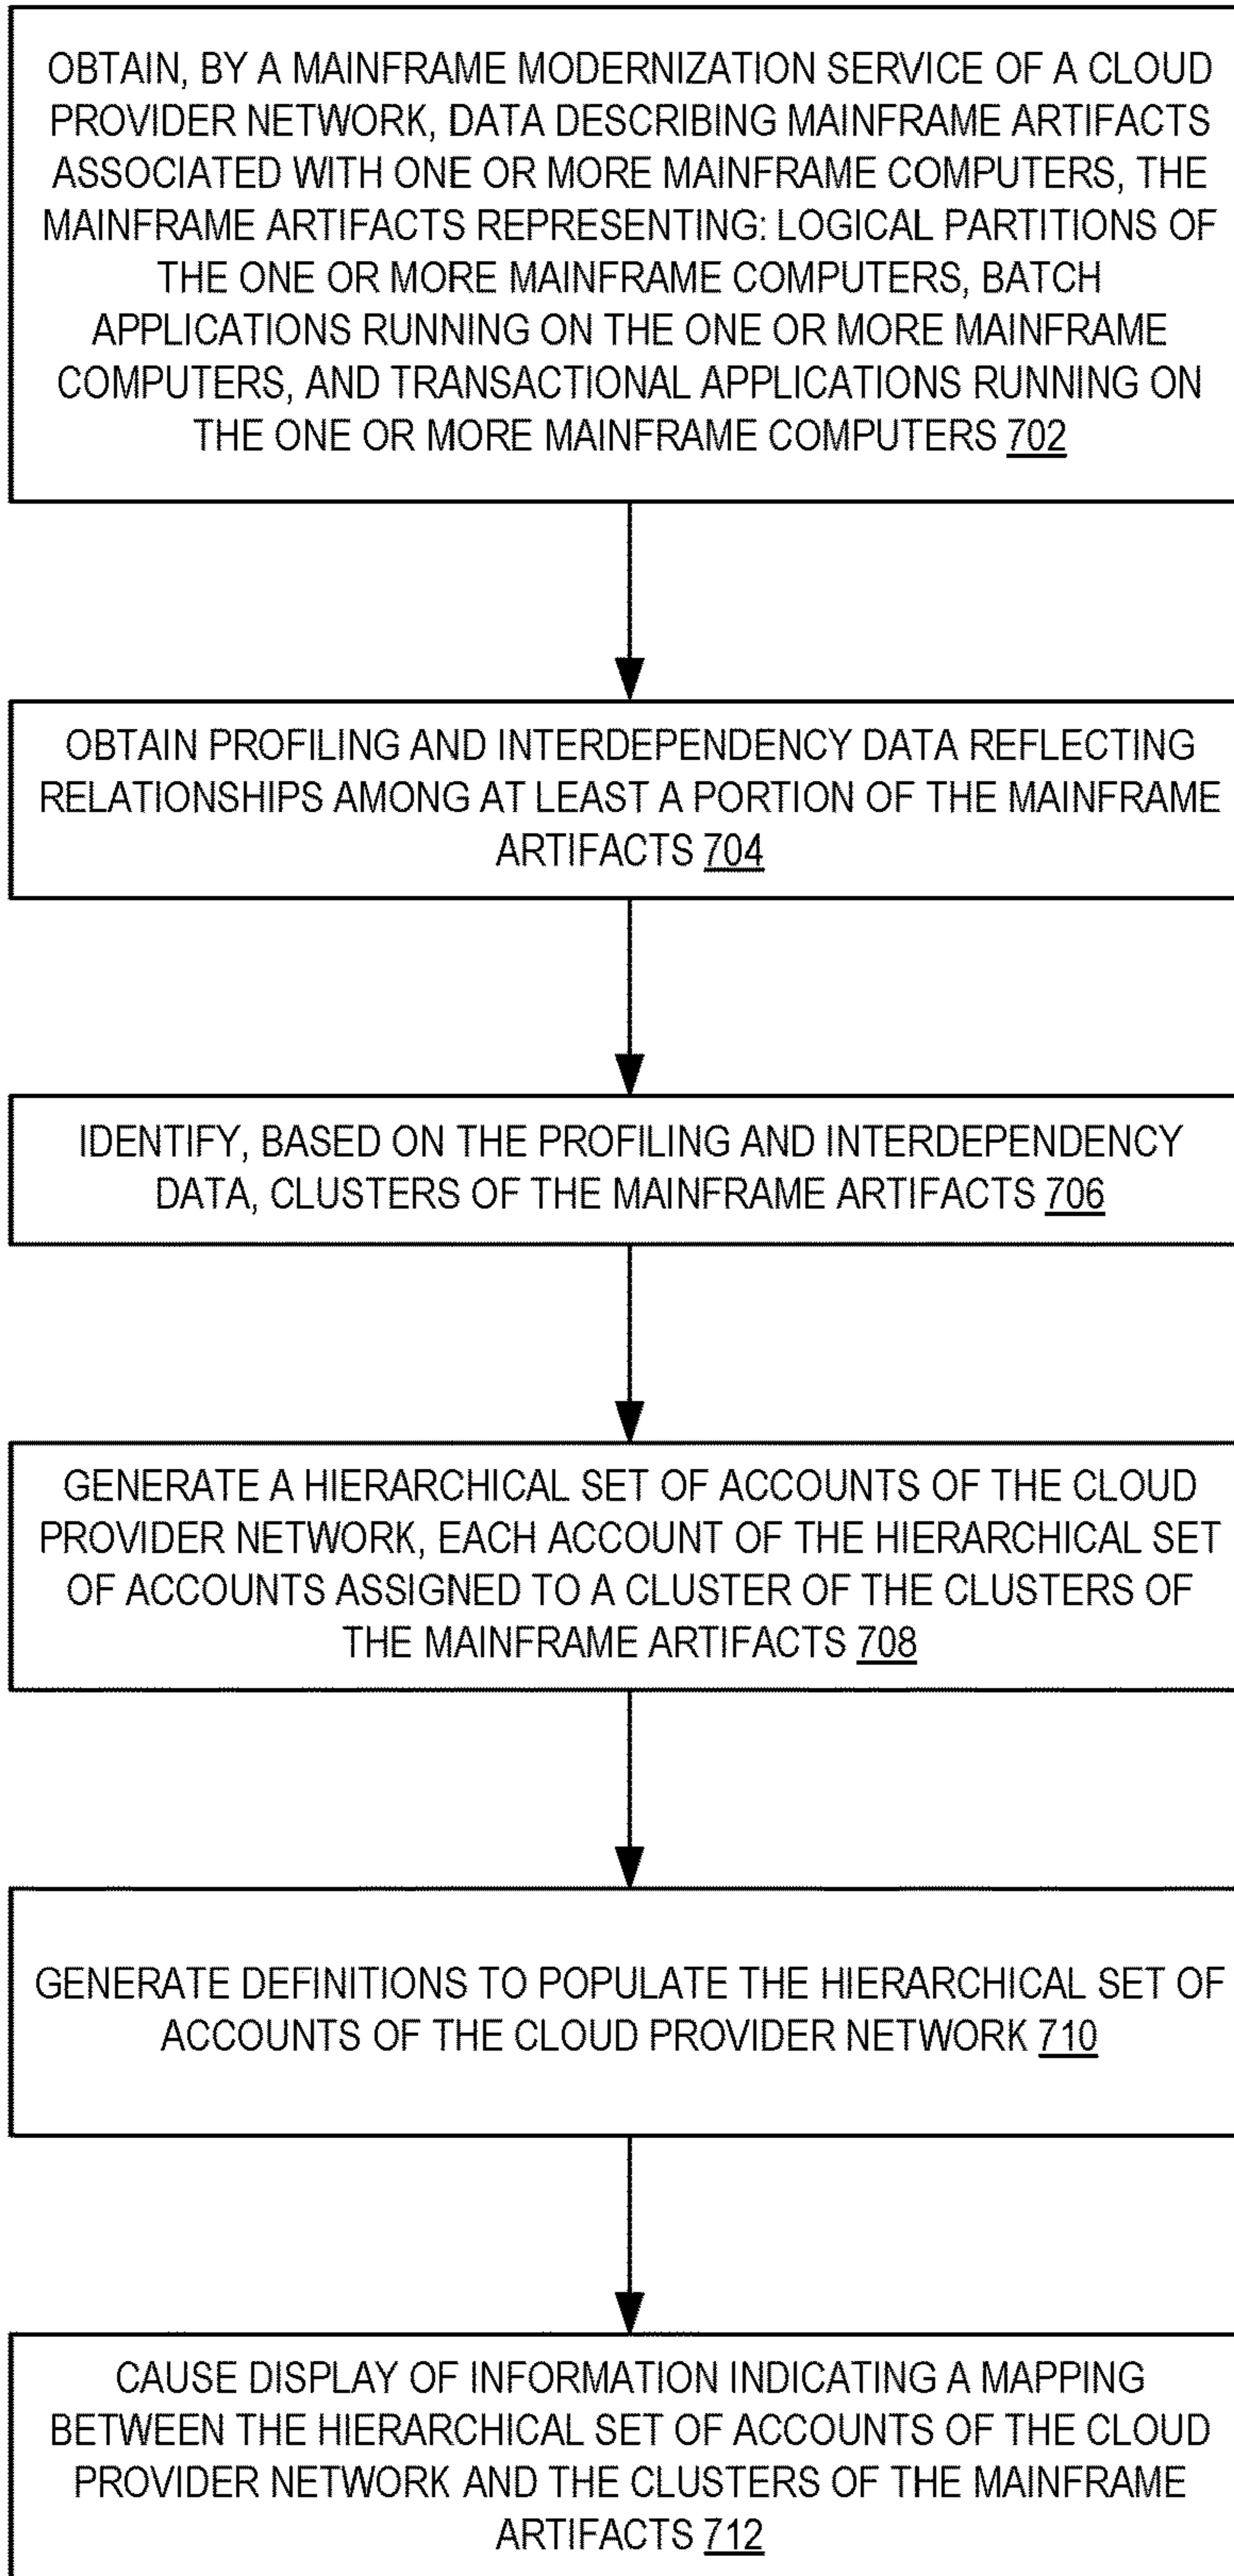 OBTAIN, BY A MAINFRAME MODERNIZATION SERVICE OF A CLOUD
PROVIDER NETWORK, DATA DESCRIBING MAINFRAME ARTIFACTS
ASSOCIATED WITH ONE OR MORE MAINFRAME COMPUTERS, THE
MAINFRAME ARTIFACTS REPRESENTING: LOGICAL PARTITIONS OF
THE ONE OR MORE MAINFRAME COMPUTERS, BATCH
APPLICATIONS RUNNING ON THE ONE OR MORE MAINFRAME
COMPUTERS, AND TRANSACTIONAL APPLICATIONS RUNNING ON
THE ONE OR MORE MAINFRAME COMPUTERS 702
OBTAIN PROFILING AND INTERDEPENDENCY DATA REFLECTING
RELATIONSHIPS AMONG AT LEAST A PORTION OF THE MAINFRAME
ARTIFACTS 704
IDENTIFY, BASED ON THE PROFILING AND INTERDEPENDENCY
DATA, CLUSTERS OF THE MAINFRAME ARTIFACTS 706
GENERATE A HIERARCHICAL SET OF ACCOUNTS OF THE CLOUD
PROVIDER NETWORK, EACH ACCOUNT OF THE HIERARCHICAL SET
OF ACCOUNTS ASSIGNED TO A CLUSTER OF THE CLUSTERS OF
THE MAINFRAME ARTIFACTS 708
GENERATE DEFINITIONS TO POPULATE THE HIERARCHICAL SET OF
ACCOUNTS OF THE CLOUD PROVIDER NETWORK 710
CAUSE DISPLAY OF INFORMATION INDICATING A MAPPING
BETWEEN THE HIERARCHICAL SET OF ACCOUNTS OF THE CLOUD
PROVIDER NETWORK AND THE CLUSTERS OF THE MAINFRAME
ARTIFACTS 712